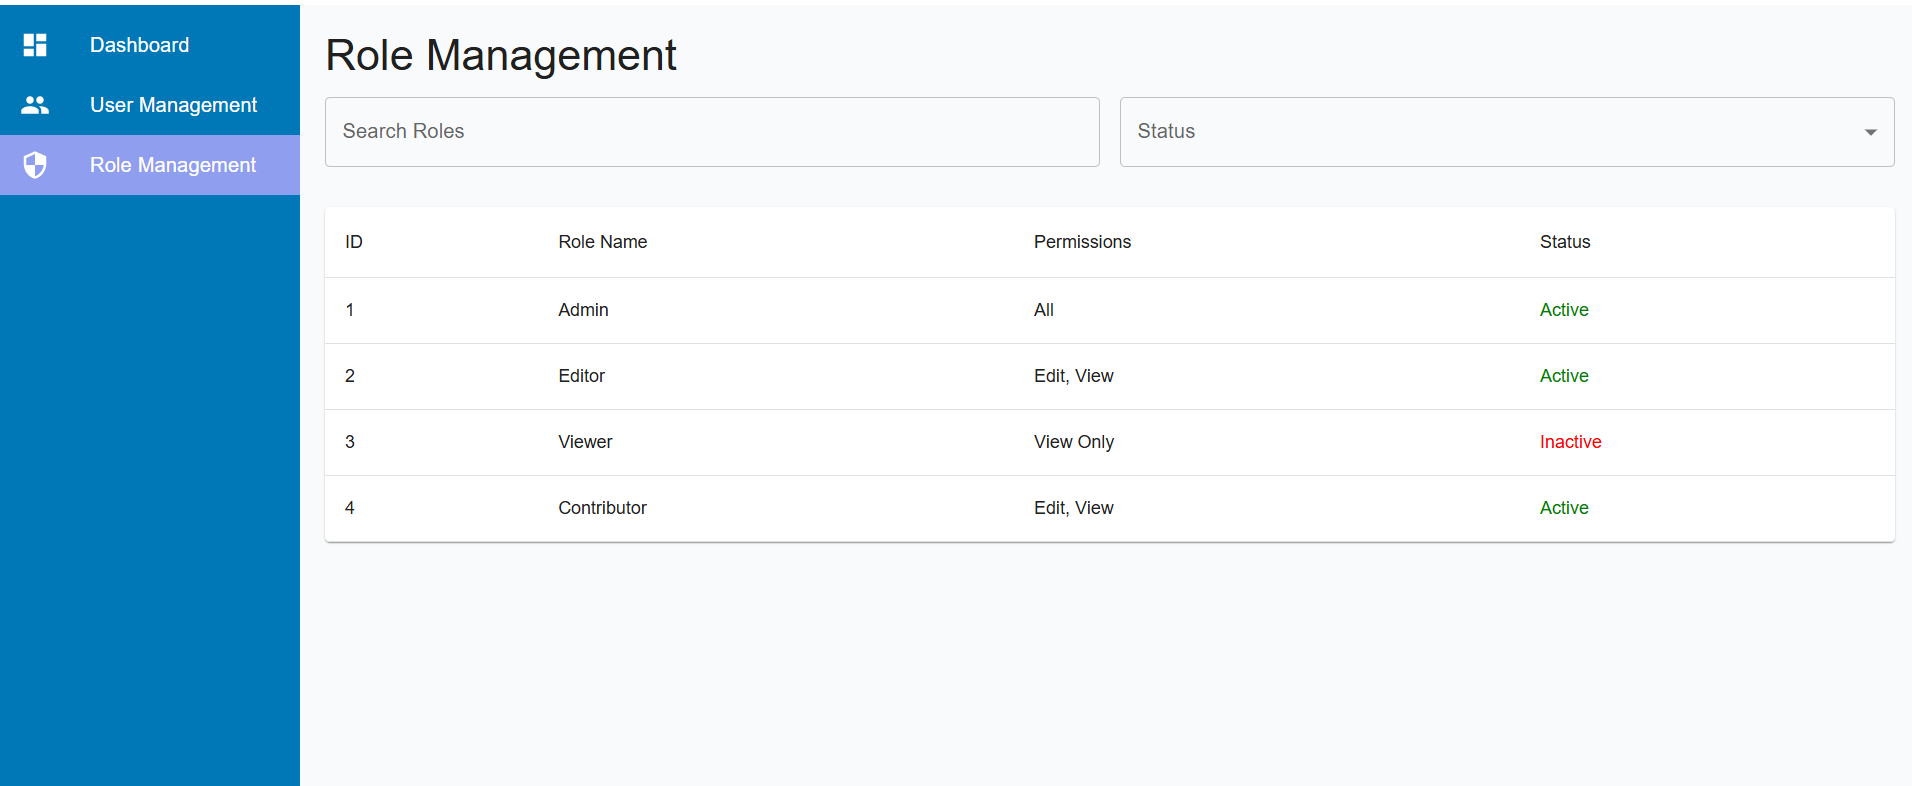 Dashboard
User Management
Role Management
Role Management
Search Roles
Status
ID Role Name Permissions Status
1 Admin All Active
2 Editor Edit, View Active
3 Viewer View Only Inactive
4 Contributor Edit, View Active